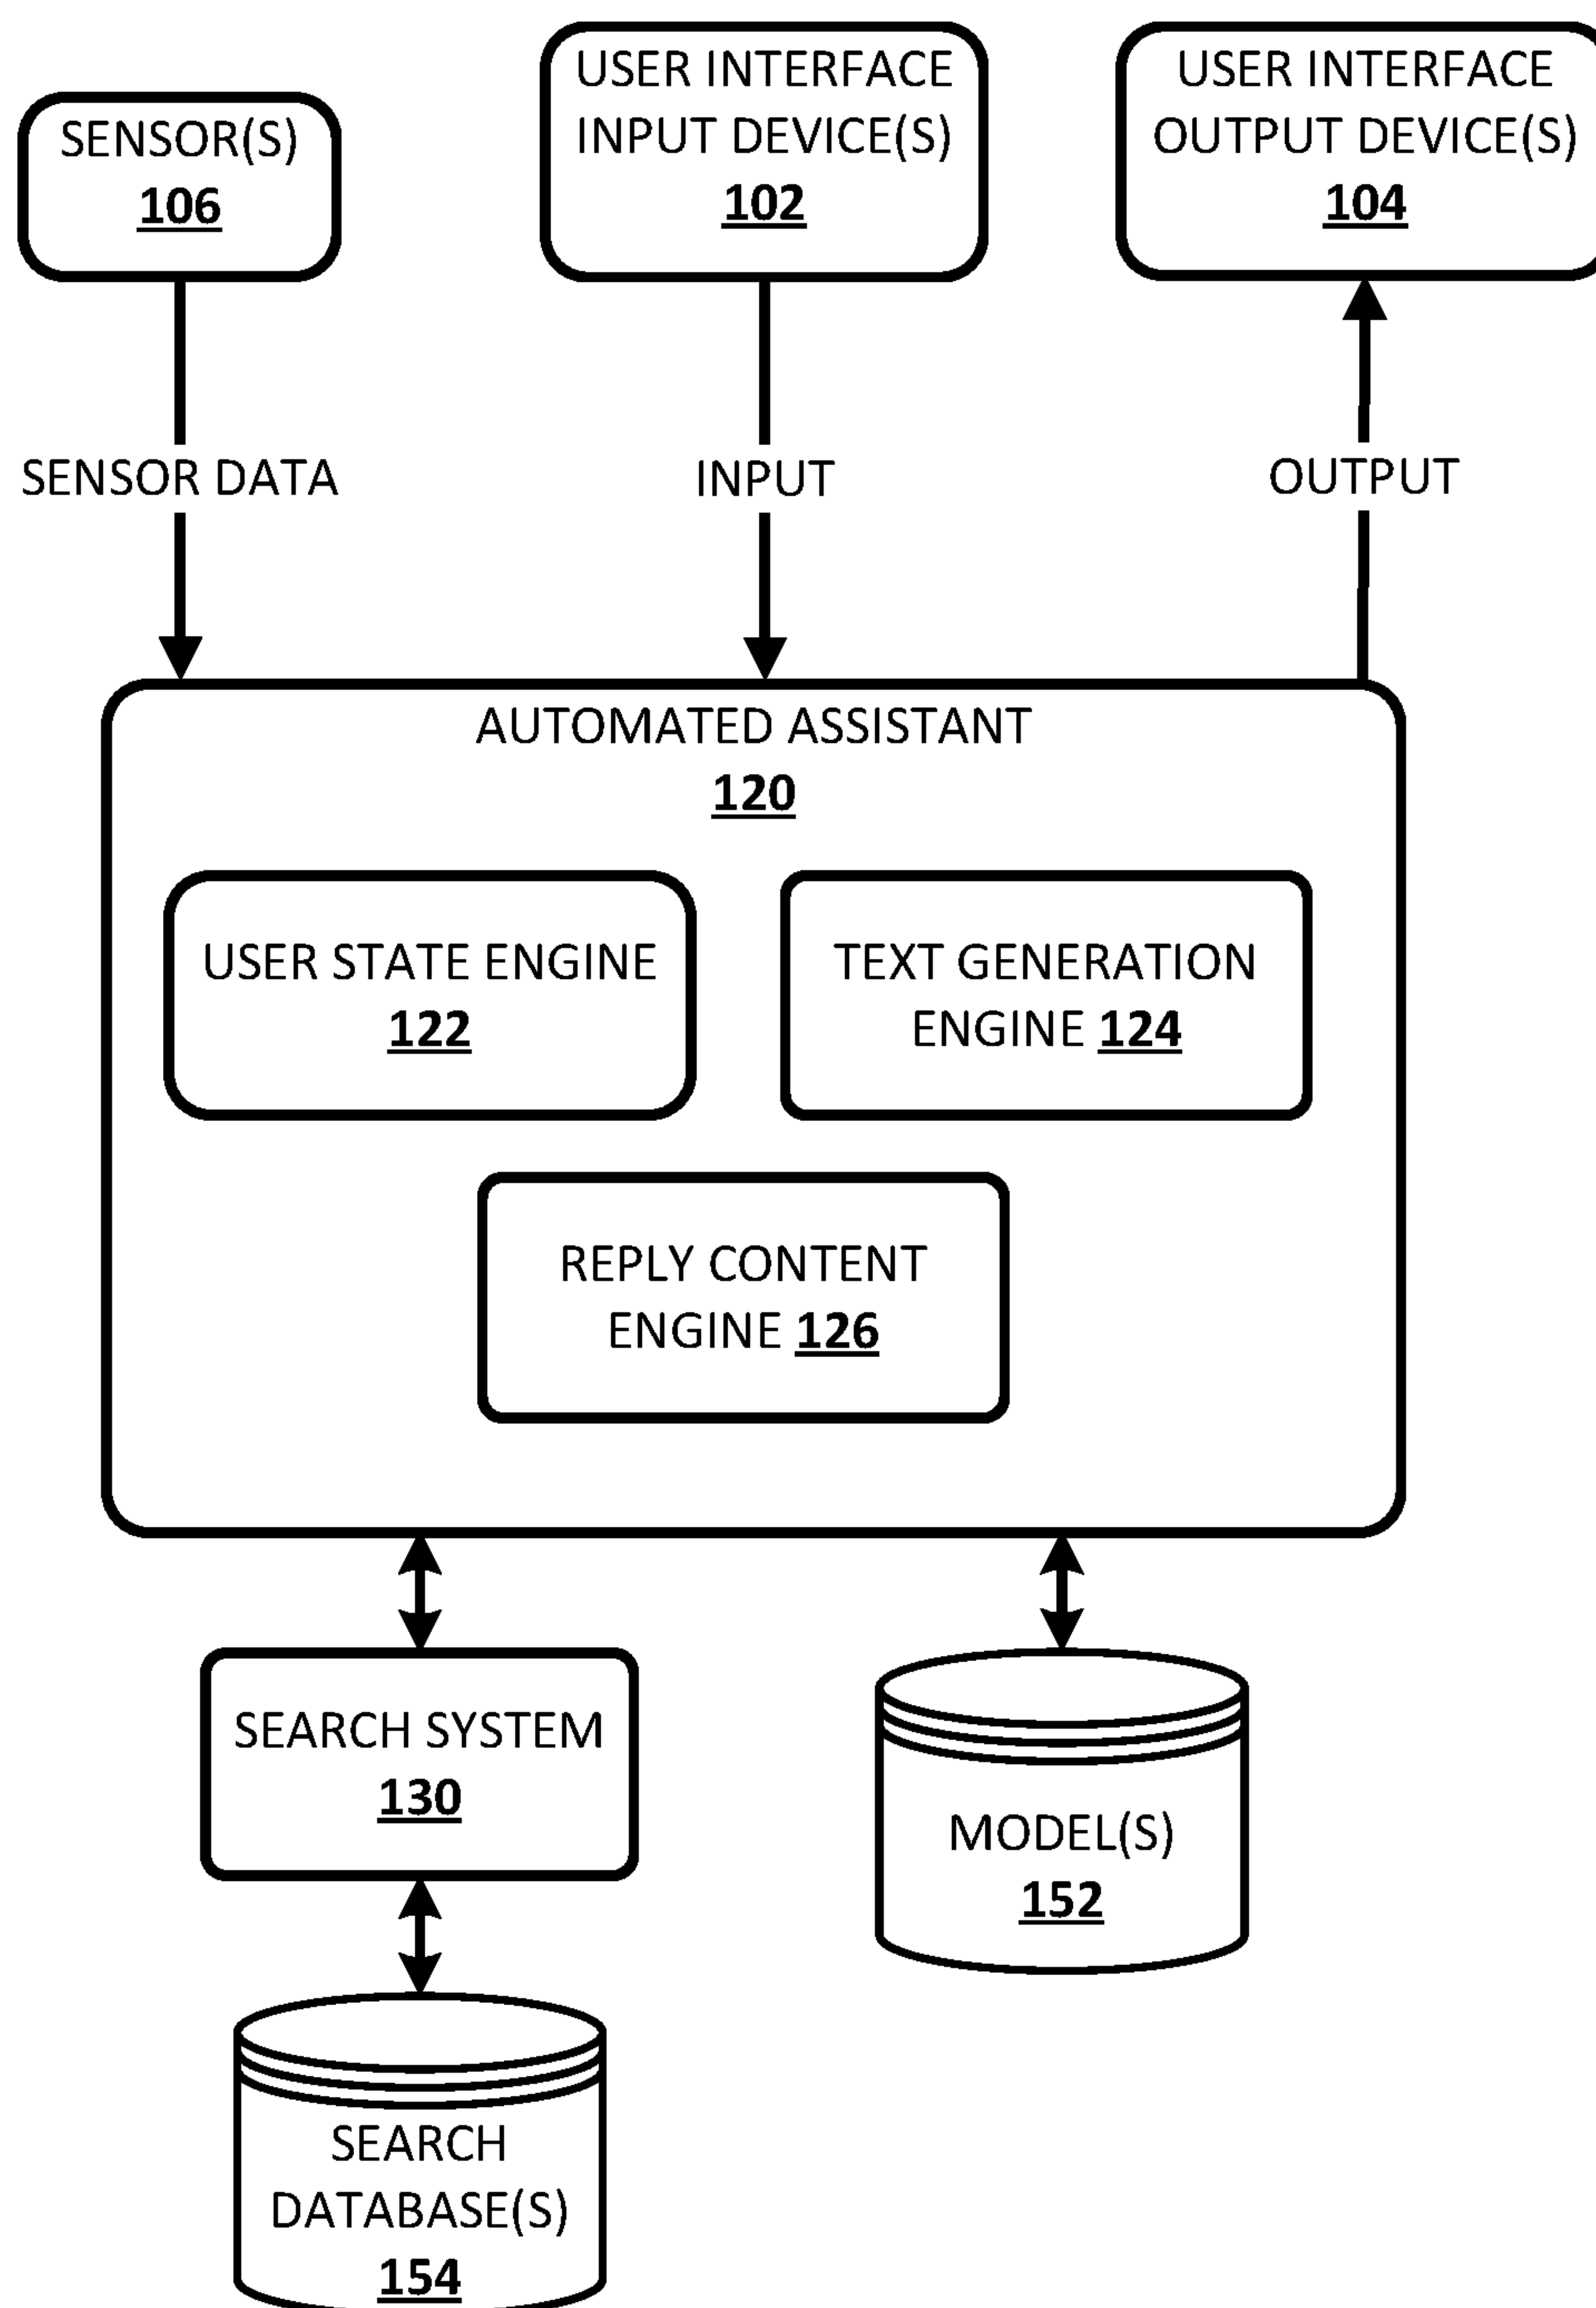 SENSOR(S)
106
USER INTERFACE
INPUT DEVICE(S)
102
USER INTERFACE
OUTPUT DEVICE(S)
104
SENSOR DATA
INPUT
OUTPUT
AUTOMATED ASSISTANT
120
USER STATE ENGINE
122
TEXT GENERATION
ENGINE 124
REPLY CONTENT
ENGINE 126
SEARCH SYSTEM
130
MODEL(S)
152
SEARCH
DATABASE(S)
154